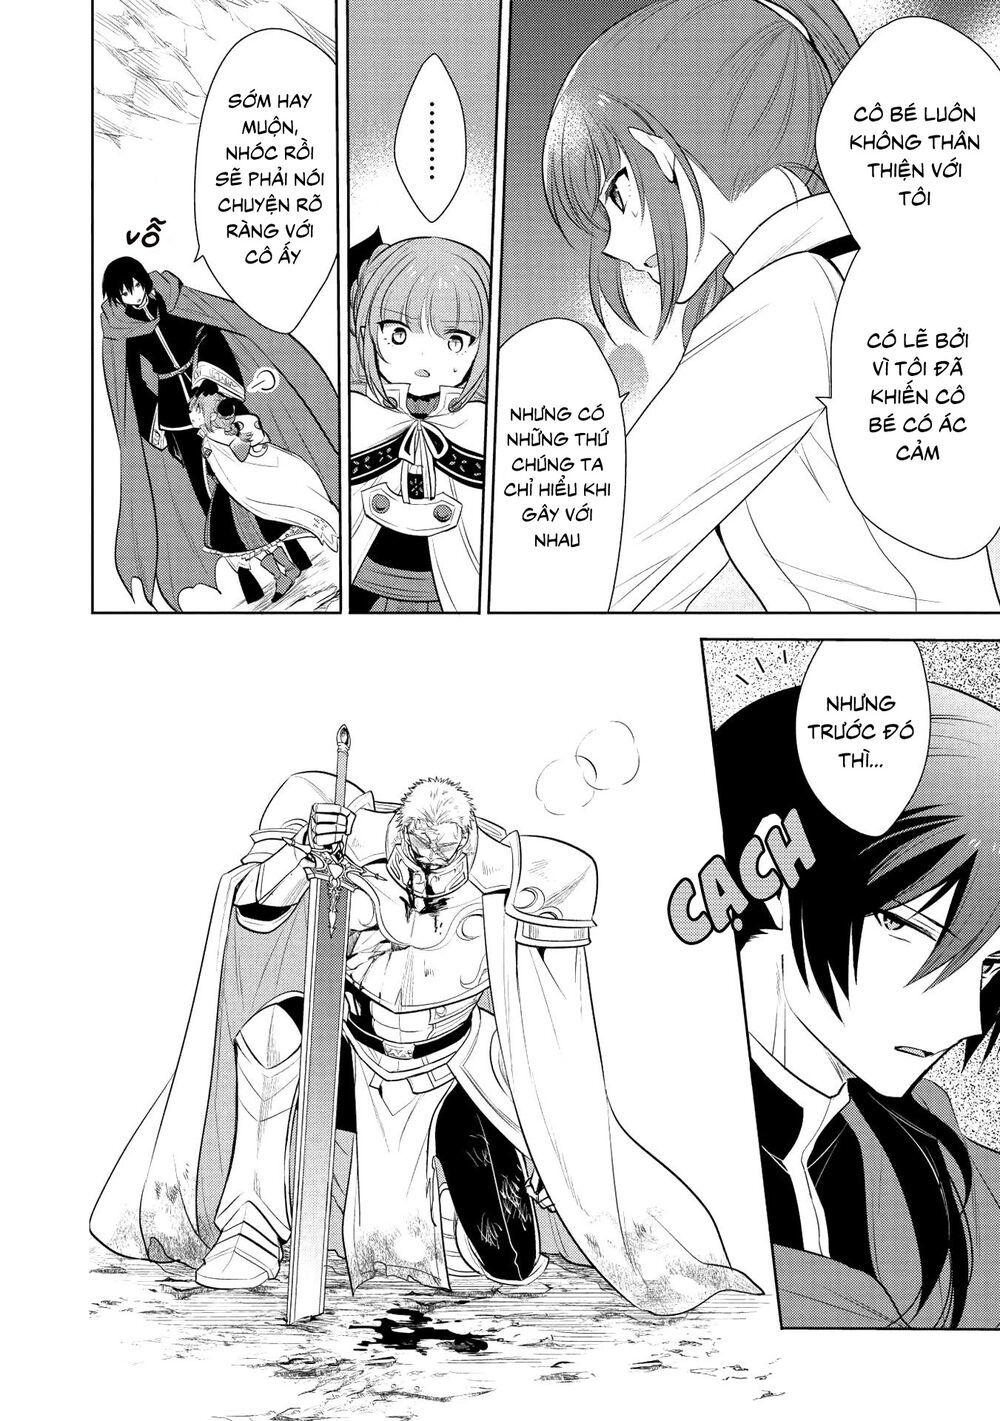 CÔ BÉ LUÔN
KHÔNG THÂN
THIỆN VỚI
TÔI
CÓ LẼ BỞI
VÌ TÔI ĐÃ
KHIẾN CÔ
BÉ CÓ ÁC
CẢM
NHƯNG CÓ
NHỮNG THỨ
CHÚNG TA
CHỈ HIỂU KHI
GÂY VỚI
NHAU
........
SỚM HAY
MUỘN,
NHÓC RỒI
SẼ PHẢI NÓI
CHUYỆN RÕ
RÀNG VỚI
CÔ ẤY
VỖ
NHƯNG
TRƯỚC ĐÓ
THÌ...
CẠCH